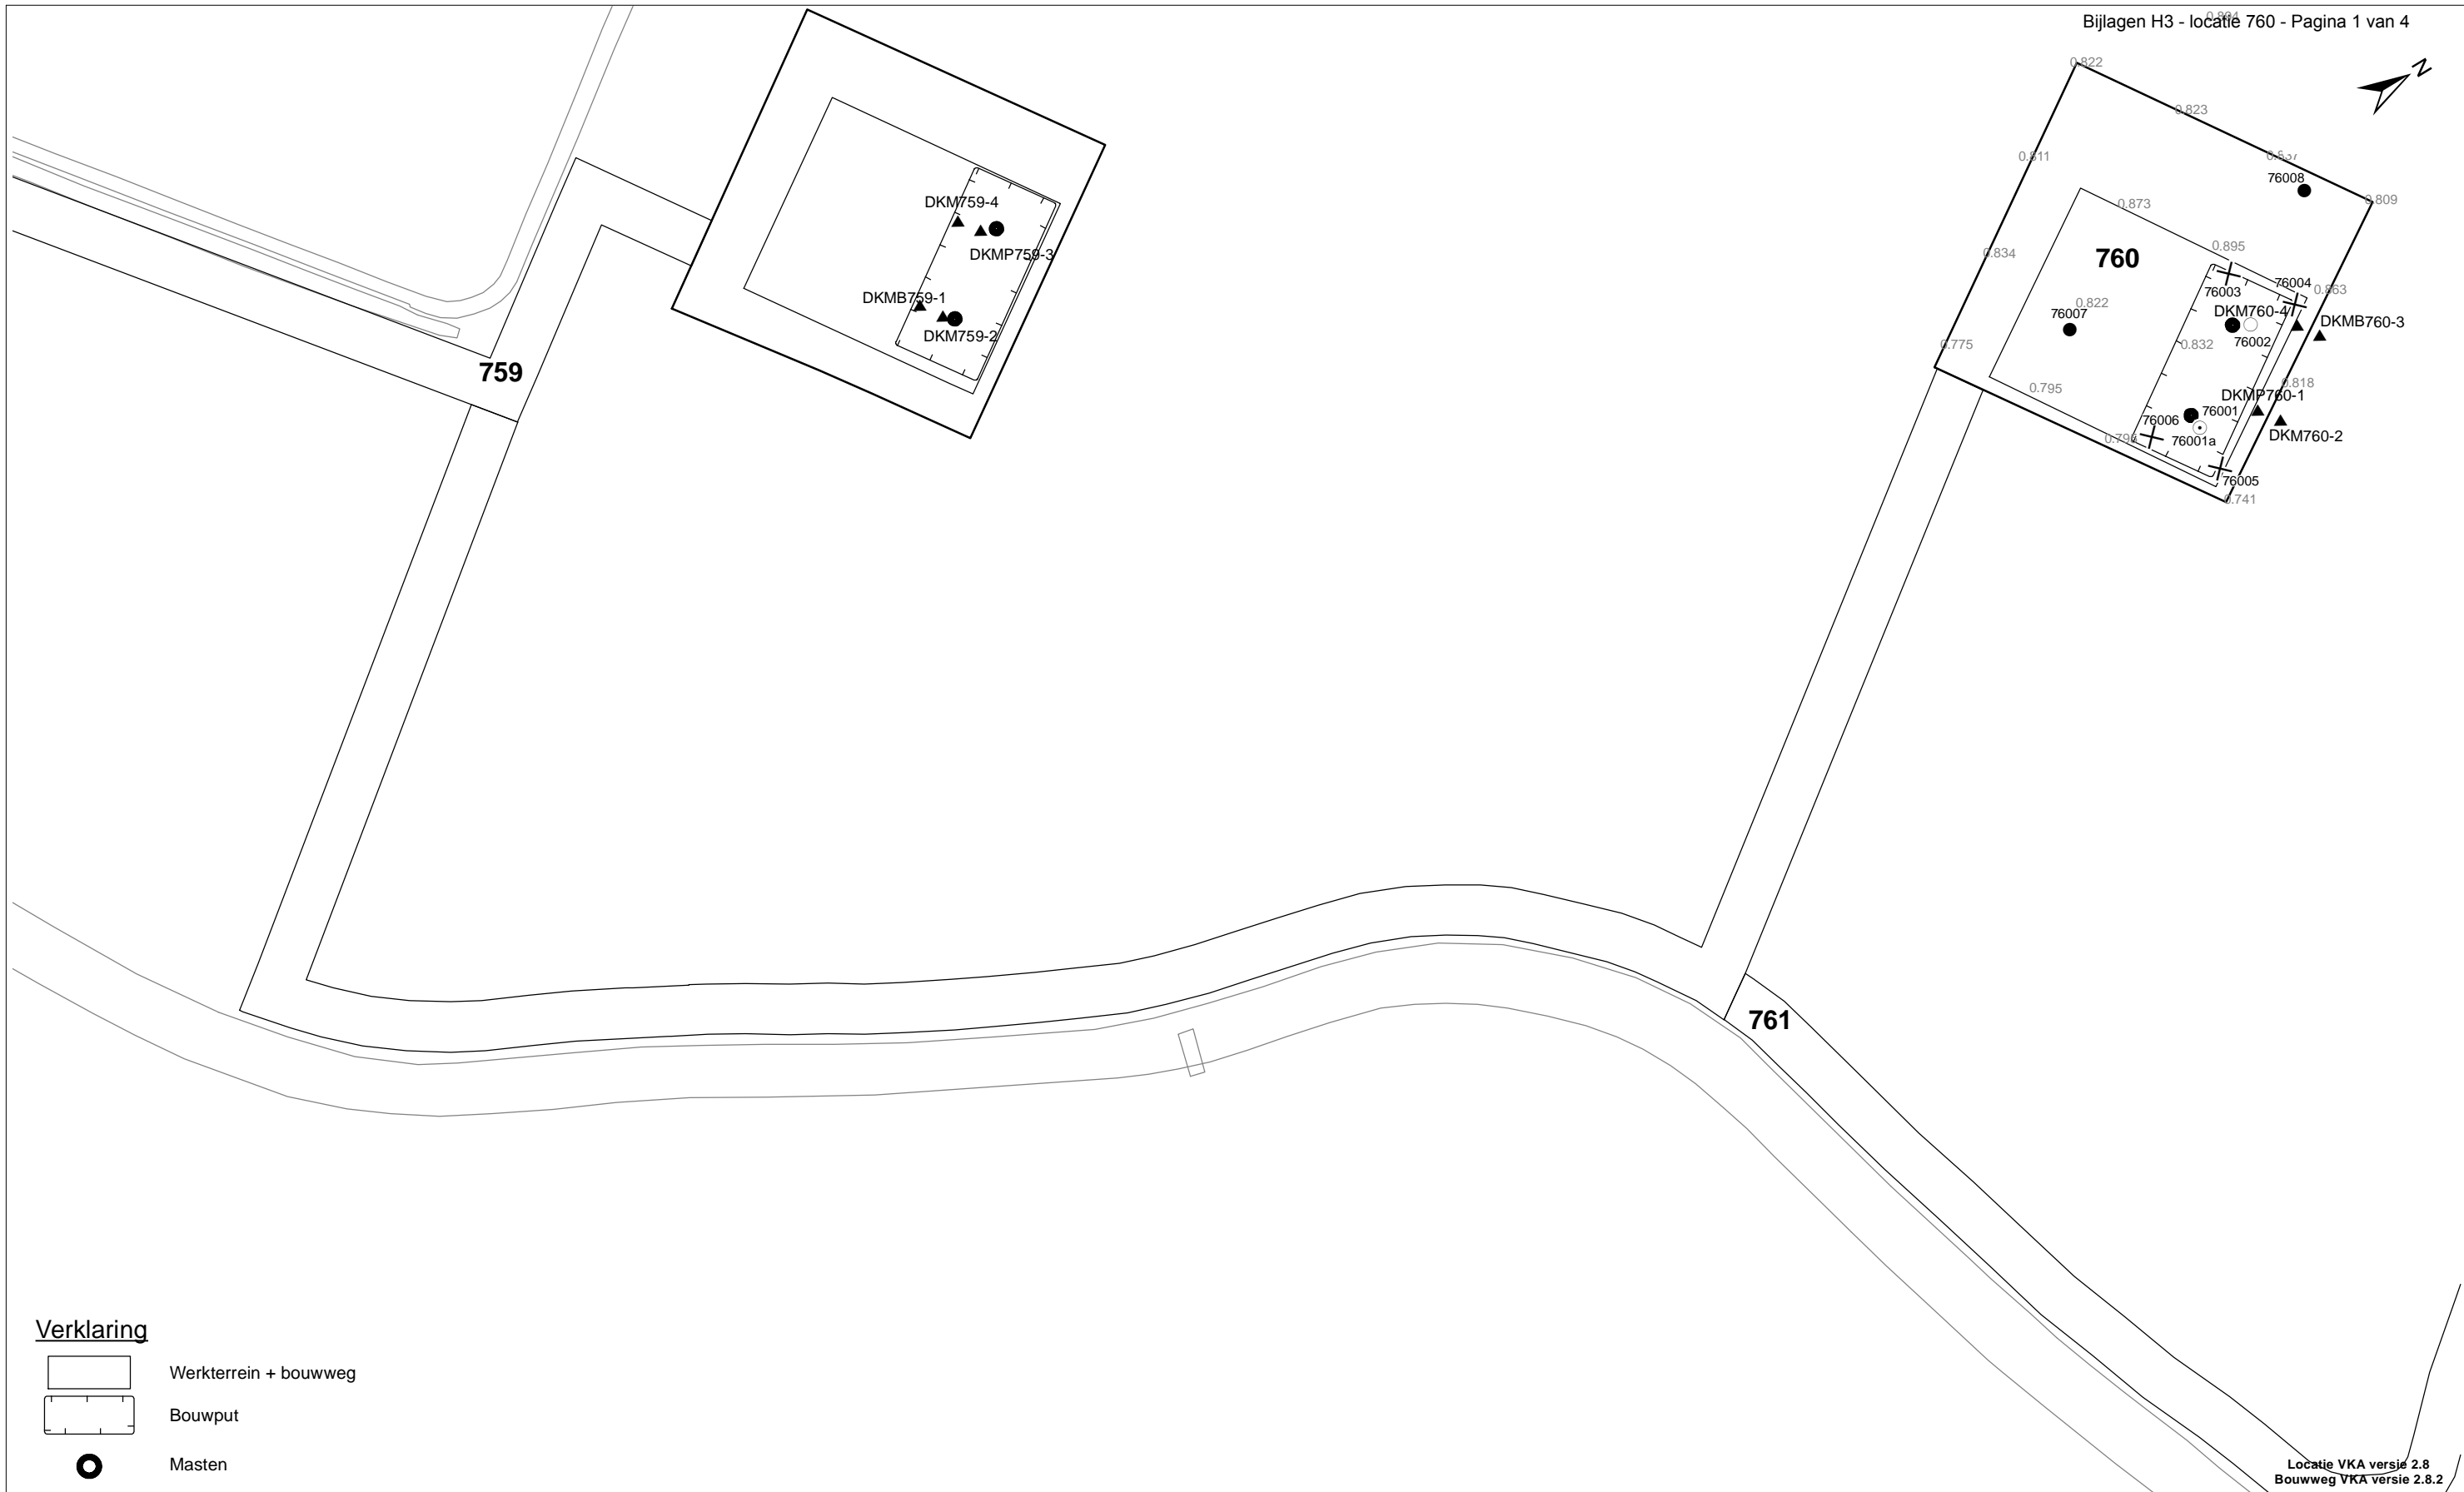 Bijlagen H3 - locatie 760 - Pagina 1 van 4
N
0.822
0.823
0.811
76008
0.809
0.873
DKM759-4
DKMP759-3
0.834
760
0.895
76004
0.863
76003
DKMB759-1
0.822
76007
DKM760-4
DKMB760-3
DKM759-2
0.775
0.832
76002
759
0.795
0.818
DKMP760-1
76006
76001
76001a
DKM760-2
76005
0.741
761
Verklaring
Werkterrein + bouwweg
Bouwput
Masten
Locatie VKA versie 2.8
Bouwweg VKA versie 2.8.2